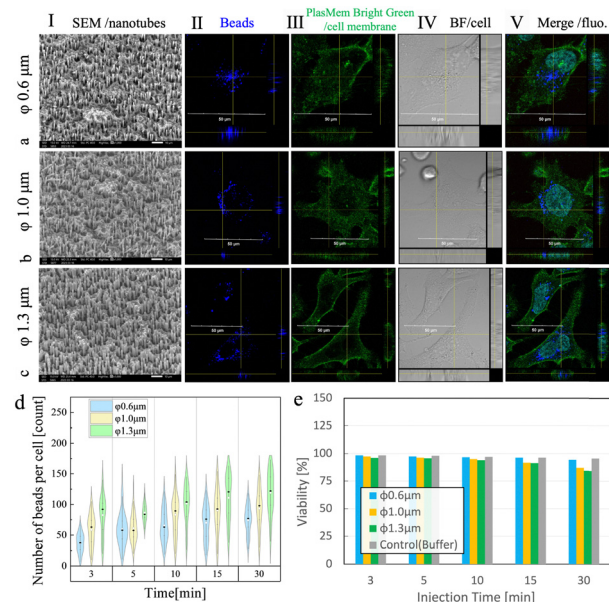 I SEM /nanotubes
II Beads
III PlasMem Bright Green
/cell membrane
IV BF/cell
V Merge /fluo.
φ 0.6 μm
a
50 μm
50 μm
50 μm
50 μm
φ 1.0 μm
b
50 μm
50 μm
50 μm
50 μm
φ 1.3 μm
c
50 μm
50 μm
50 μm
50 μm
d
Number of beads per cell [count]
250
200
150
100
50
0
φ0.6μm
φ1.0μm
φ1.3μm
3 5 10 15 30
Time[min]
e
Viability [%]
150
100
50
0
ϕ0.6μm
ϕ1.0μm
ϕ1.3μm
Control(Buffer)
3 5 10 15 30
Injection Time [min]